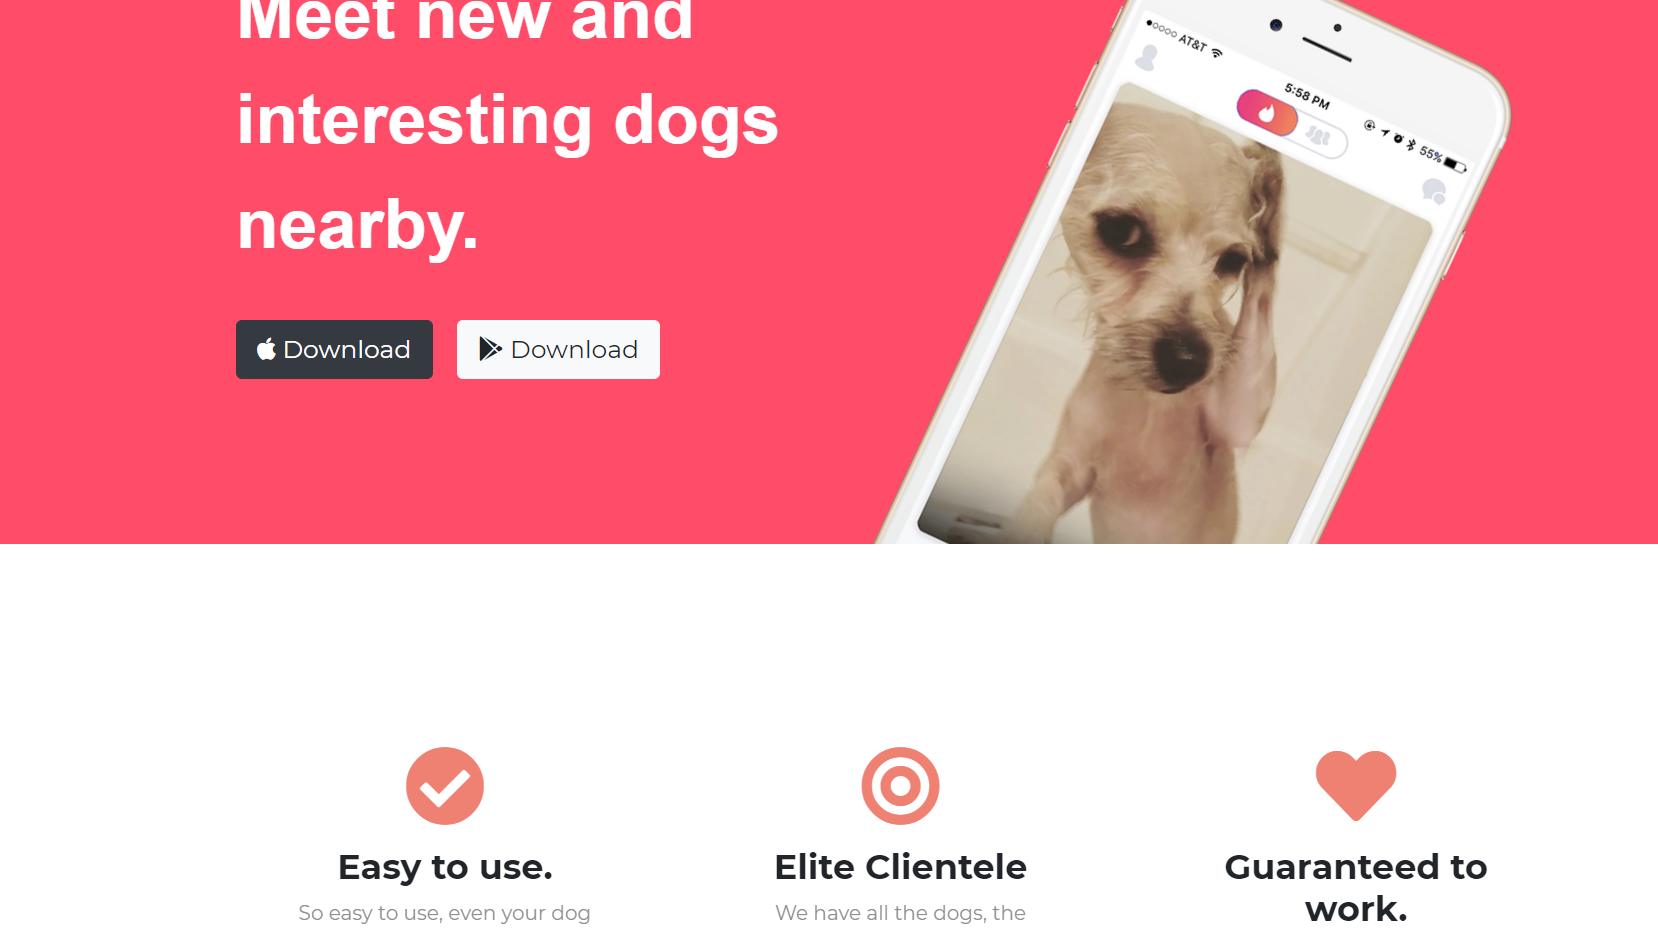 Meet new and
interesting dogs
nearby.
Download
Download
AT&T
5:58 PM
55%
Easy to use.
So easy to use, even your dog
Elite Clientele
We have all the dogs, the
Guaranteed to
work.